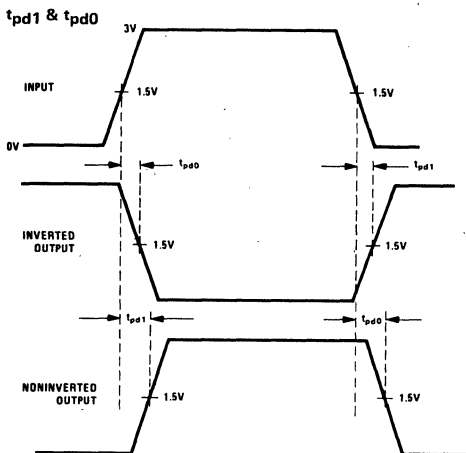 tpd1 & tpd0
3V
INPUT
1.5V
1.5V
0V
tpd0
tpd1
INVERTED
OUTPUT
1.5V
1.5V
tpd1
tpd0
NONINVERTED
OUTPUT
1.5V
1.5V